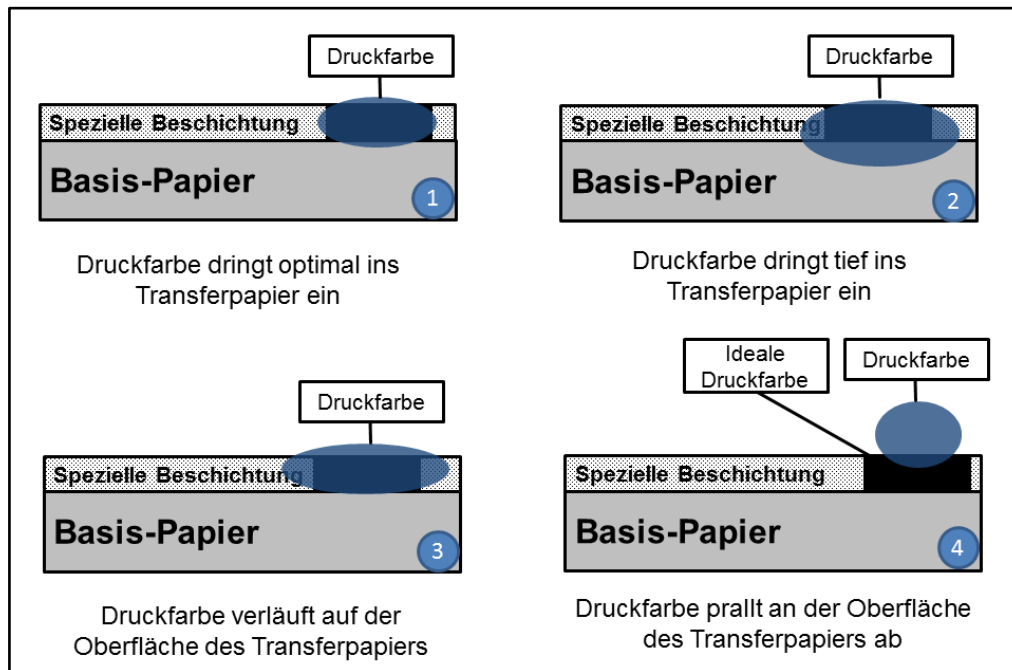 Druckfarbe
Spezielle Beschichtung
Basis-Papier
1
Druckfarbe dringt optimal ins
Transferpapier ein
Druckfarbe
Spezielle Beschichtung
Basis-Papier
2
Druckfarbe dringt tief ins
Transferpapier ein
Druckfarbe
Spezielle Beschichtung
Basis-Papier
3
Druckfarbe verläuft auf der
Oberfläche des Transferpapiers
Ideale
Druckfarbe
Druckfarbe
Spezielle Beschichtung
Basis-Papier
4
Druckfarbe prallt an der Oberfläche
des Transferpapiers ab